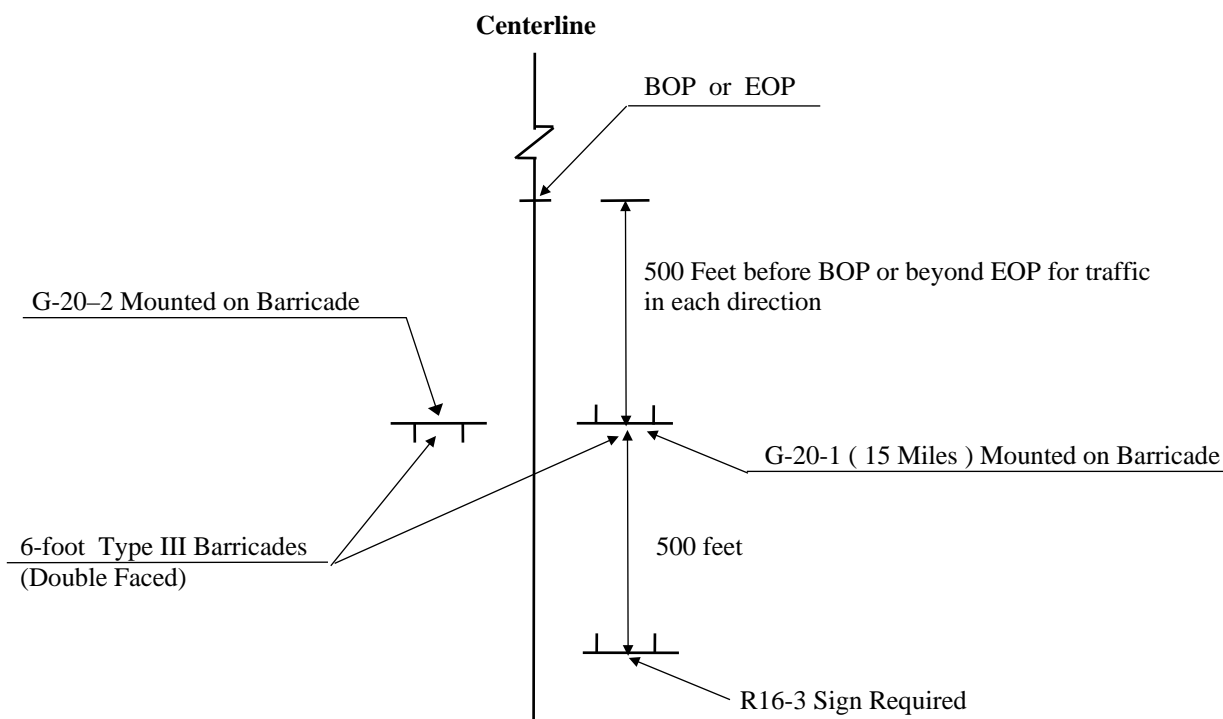 Centerline
BOP or EOP
500 Feet before BOP or beyond EOP for traffic
in each direction
G-20–2 Mounted on Barricade
G-20-1 ( 15 Miles ) Mounted on Barricade
6-foot Type III Barricades
(Double Faced)
500 feet
R16-3 Sign Required